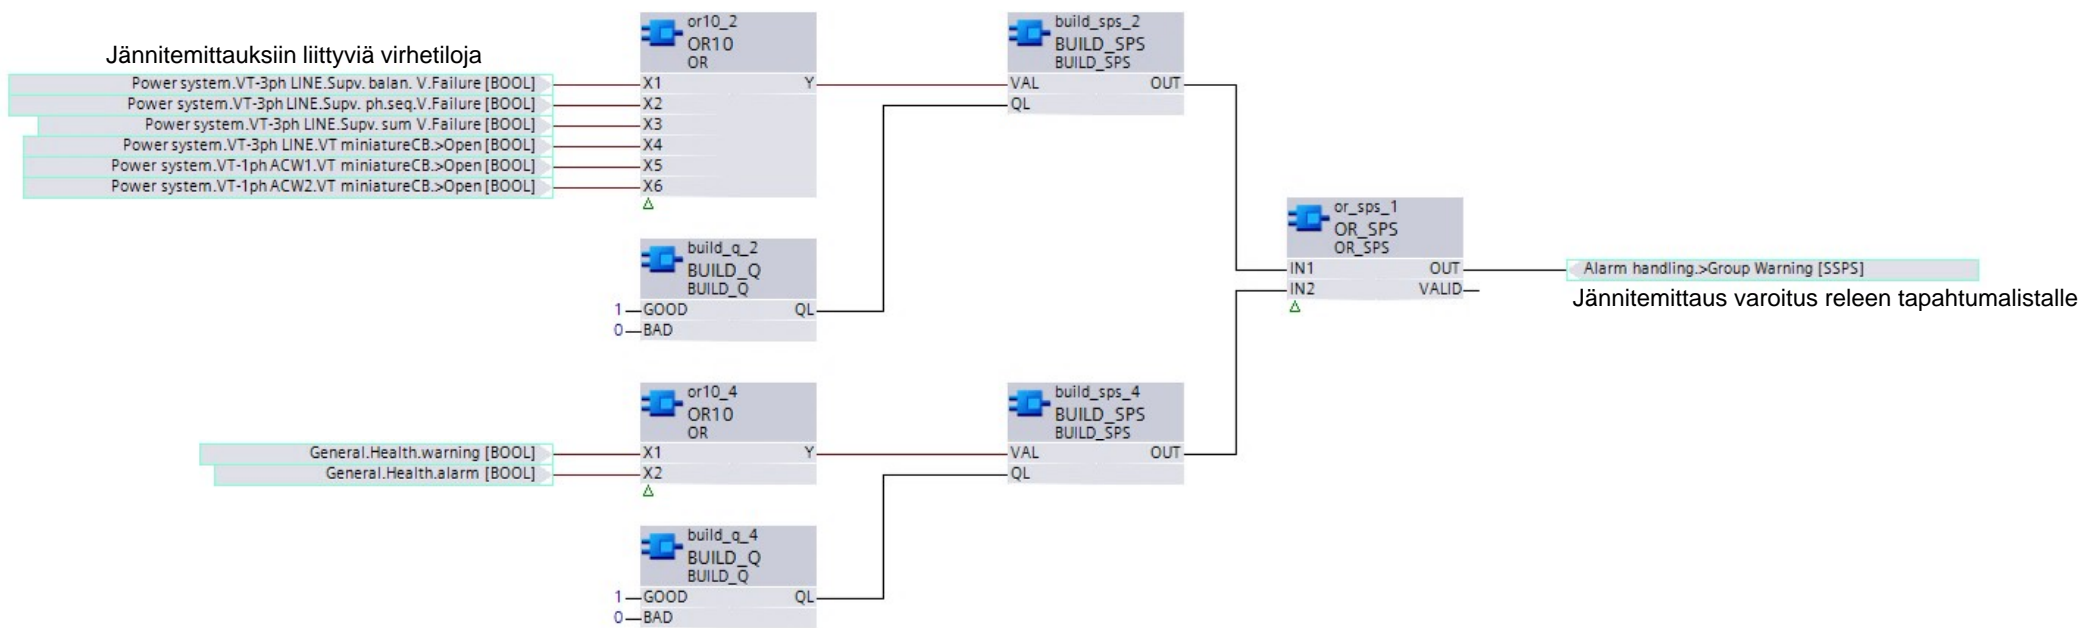 Jännitemittauksiin liittyviä virhetiloja
Power system.VT-3ph LINE.Supv. balan. V.Failure [BOOL]
Power system.VT-3ph LINE.Supv. ph.seq.V.Failure [BOOL]
Power system.VT-3ph LINE.Supv. sum V.Failure [BOOL]
Power system.VT-3ph LINE.VT miniatureCB.>Open [BOOL]
Power system.VT-1ph ACW1.VT miniatureCB.>Open [BOOL]
Power system.VT-1ph ACW2.VT miniatureCB.>Open [BOOL]
or10_2
OR10
OR
X1 Y
X2
X3
X4
X5
X6
build_sps_2
BUILD_SPS
BUILD_SPS
VAL OUT
QL
build_q_2
BUILD_Q
BUILD_Q
1 GOOD QL
0 BAD
or_sps_1
OR_SPS
OR_SPS
IN1 OUT
IN2 VALID
Alarm handling.>Group Warning [SSPS]
Jännitemittaus varoitus releen tapahtumalistalle
General.Health.warning [BOOL]
General.Health.alarm [BOOL]
or10_4
OR10
OR
X1 Y
X2
build_sps_4
BUILD_SPS
BUILD_SPS
VAL OUT
QL
build_q_4
BUILD_Q
BUILD_Q
1 GOOD QL
0 BAD